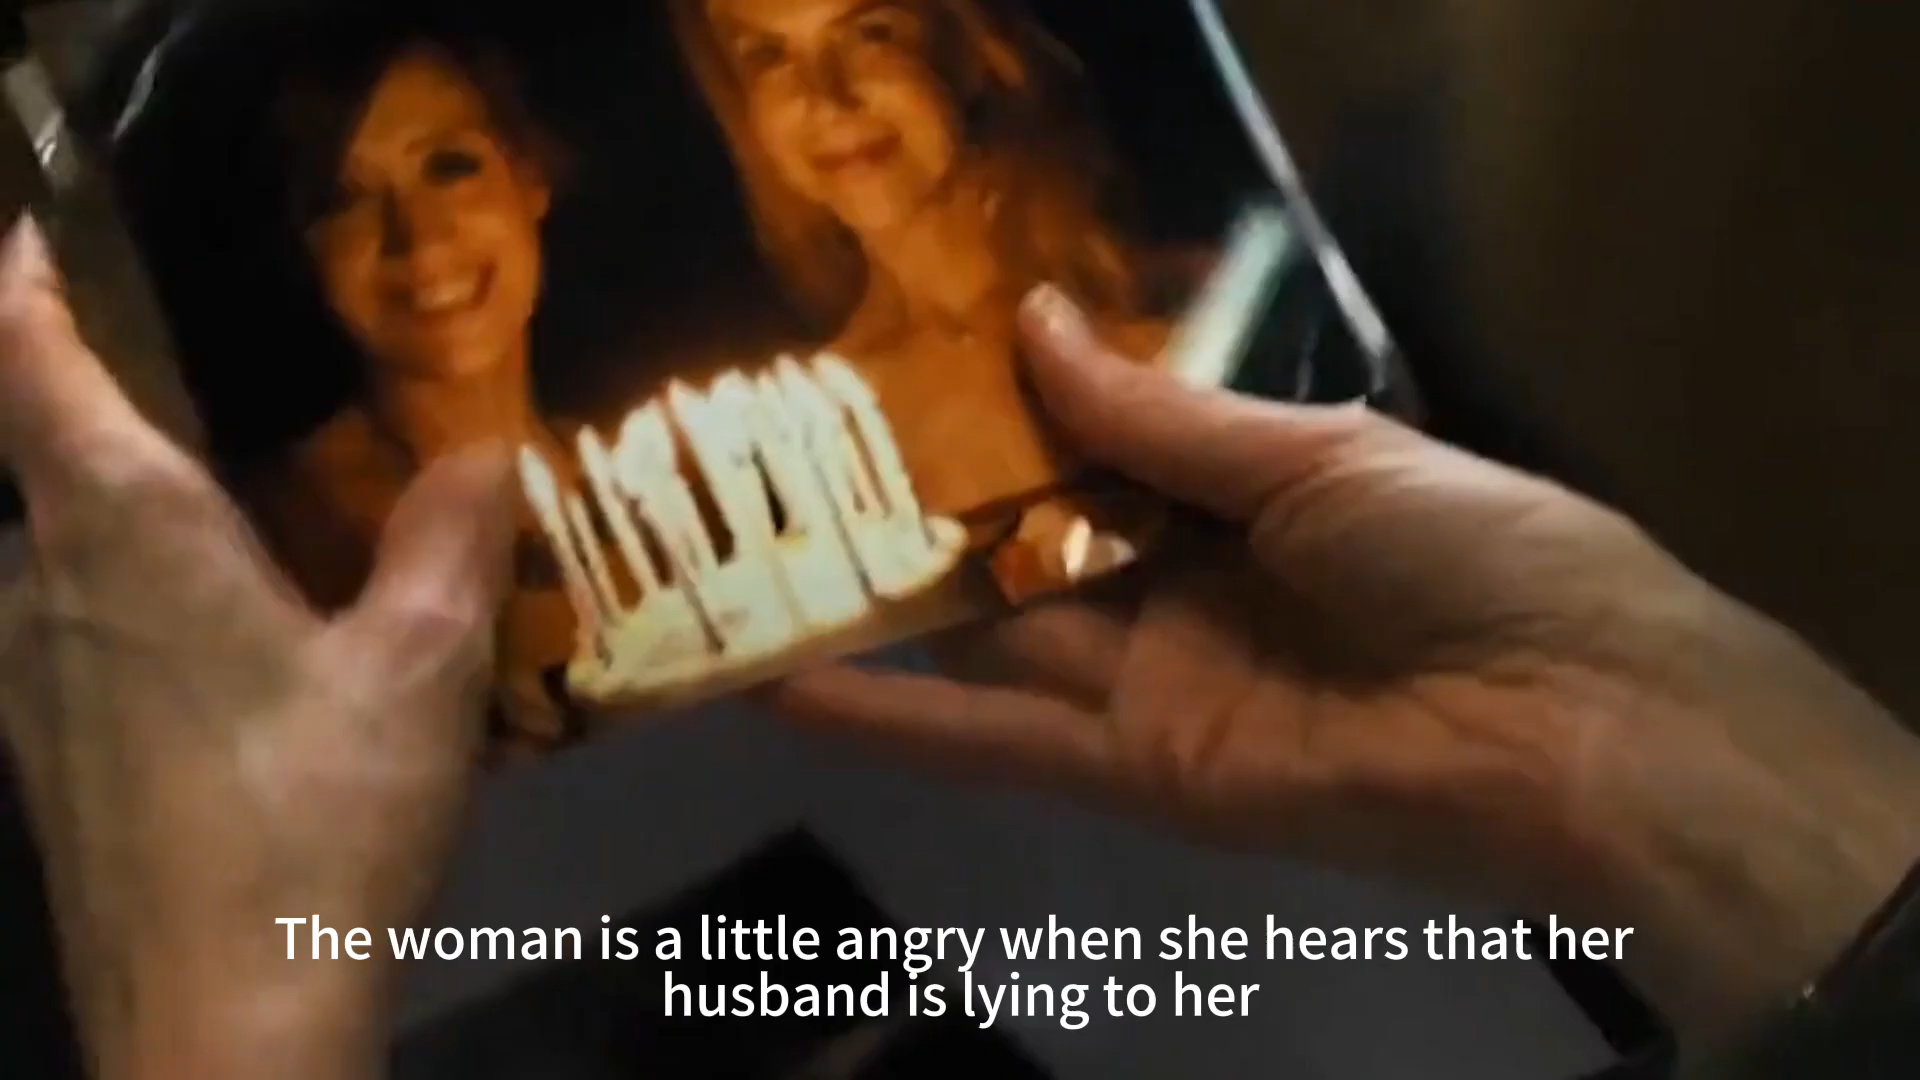 The woman is a little angry when she hears that her
husband is lying to her